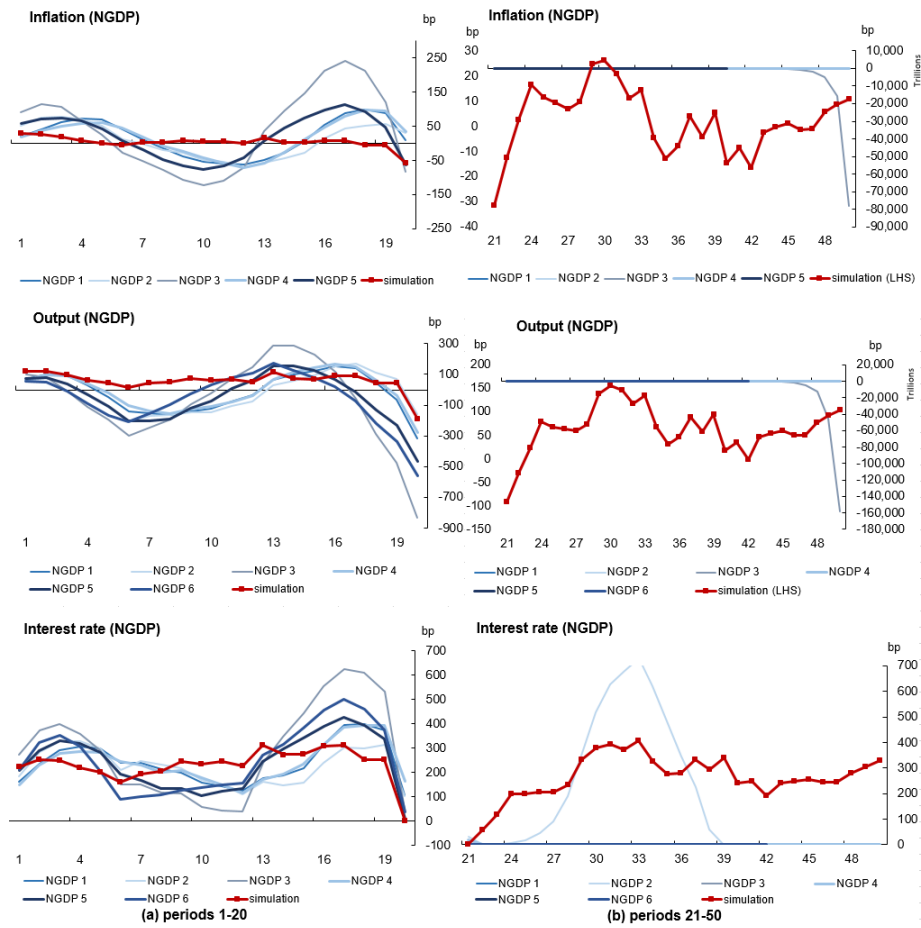 Inflation (NGDP)
bp
250
150
50
-50
-150
-250
1 4 7 10 13 16 19
NGDP 1 NGDP 2 NGDP 3 NGDP 4 NGDP 5 simulation
Inflation (NGDP)
bp bp
30
25
20
15
10
5
0
-5
-10
-15
-20
-25
-30
-35
-40
10,000
0
-10,000
-20,000
-30,000
-40,000
-50,000
-60,000
-70,000
-80,000
-90,000
Trillions
21 24 27 30 33 36 39 42 45 48
NGDP 1 NGDP 2 NGDP 3 NGDP 4 NGDP 5 simulation (LHS)
Output (NGDP)
bp
300
100
-100
-300
-500
-700
-900
1 4 7 10 13 16 19
NGDP 1 NGDP 2 NGDP 3 NGDP 4
NGDP 5 NGDP 6 simulation
Output (NGDP)
bp bp
200
150
100
50
0
-50
-100
-150
20,000
0
-20,000
-40,000
-60,000
-80,000
-100,000
-120,000
-140,000
-160,000
-180,000
Trillions
21 24 27 30 33 36 39 42 45 48
NGDP 1 NGDP 2 NGDP 3 NGDP 4
NGDP 5 NGDP 6 simulation (LHS)
Interest rate (NGDP)
bp
700
600
500
400
300
200
100
0
-100
1 4 7 10 13 16 19
NGDP 1 NGDP 2 NGDP 3 NGDP 4
NGDP 5 NGDP 6 simulation
(a) periods 1-20
Interest rate (NGDP)
bp
700
600
500
400
300
200
100
0
21 24 27 30 33 36 39 42 45 48
NGDP 1 NGDP 2 NGDP 3 NGDP 4
NGDP 5 NGDP 6 simulation
(b) periods 21-50